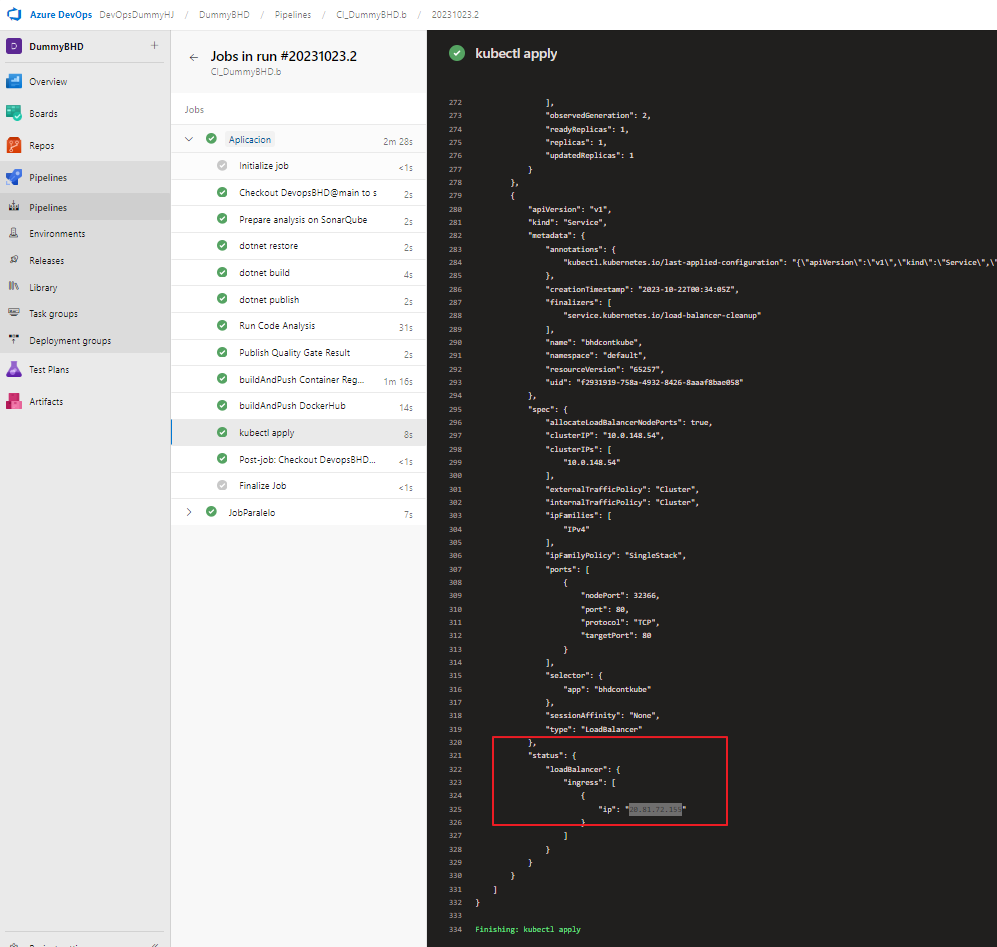 Azure DevOps DevOpsDummyHJ / DummyBHD / Pipelines / CI_DummyBHD.b / 20231023.2
D DummyBHD +
Overview
Boards
Repos
Pipelines
Pipelines
Environments
Releases
Library
Task groups
Deployment groups
Test Plans
Artifacts
← Jobs in run #20231023.2
CI_DummyBHD.b
Jobs
Aplicacion 2m 28s
Initialize job <1s
Checkout DevopsBHD@main to s 2s
Prepare analysis on SonarQube 2s
dotnet restore 2s
dotnet build 4s
dotnet publish 2s
Run Code Analysis 31s
Publish Quality Gate Result 2s
buildAndPush Container Reg... 1m 16s
buildAndPush DockerHub 14s
kubectl apply 8s
Post-job: Checkout DevopsBHD... <1s
Finalize Job <1s
JobParalelo 7s
kubectl apply
272 ],
273 "observedGeneration": 2,
274 "readyReplicas": 1,
275 "replicas": 1,
276 "updatedReplicas": 1
277 }
278 },
279 {
280 "apiVersion": "v1",
281 "kind": "Service",
282 "metadata": {
283 "annotations": {
284 "kubectl.kubernetes.io/last-applied-configuration": "{\"apiVersion\":\"v1\",\"kind\":\"Service\",\"
285 },
286 "creationTimestamp": "2023-10-22T00:34:05Z",
287 "finalizers": [
288 "service.kubernetes.io/load-balancer-cleanup"
289 ],
290 "name": "bhdcontkube",
291 "namespace": "default",
292 "resourceVersion": "65257",
293 "uid": "f2931919-758a-4932-8426-8aaaf8bae058"
294 },
295 "spec": {
296 "allocateLoadBalancerNodePorts": true,
297 "clusterIP": "10.0.148.54",
298 "clusterIPs": [
299 "10.0.148.54"
300 ],
301 "externalTrafficPolicy": "Cluster",
302 "internalTrafficPolicy": "Cluster",
303 "ipFamilies": [
304 "IPv4"
305 ],
306 "ipFamilyPolicy": "SingleStack",
307 "ports": [
308 {
309 "nodePort": 32366,
310 "port": 80,
311 "protocol": "TCP",
312 "targetPort": 80
313 }
314 ],
315 "selector": {
316 "app": "bhdcontkube"
317 },
318 "sessionAffinity": "None",
319 "type": "LoadBalancer"
320 },
321 "status": {
322 "loadBalancer": {
323 "ingress": [
324 {
325 "ip": "
326 }
327 ]
328 }
329 }
330 }
331 ]
332 }
333
334 Finishing: kubectl apply